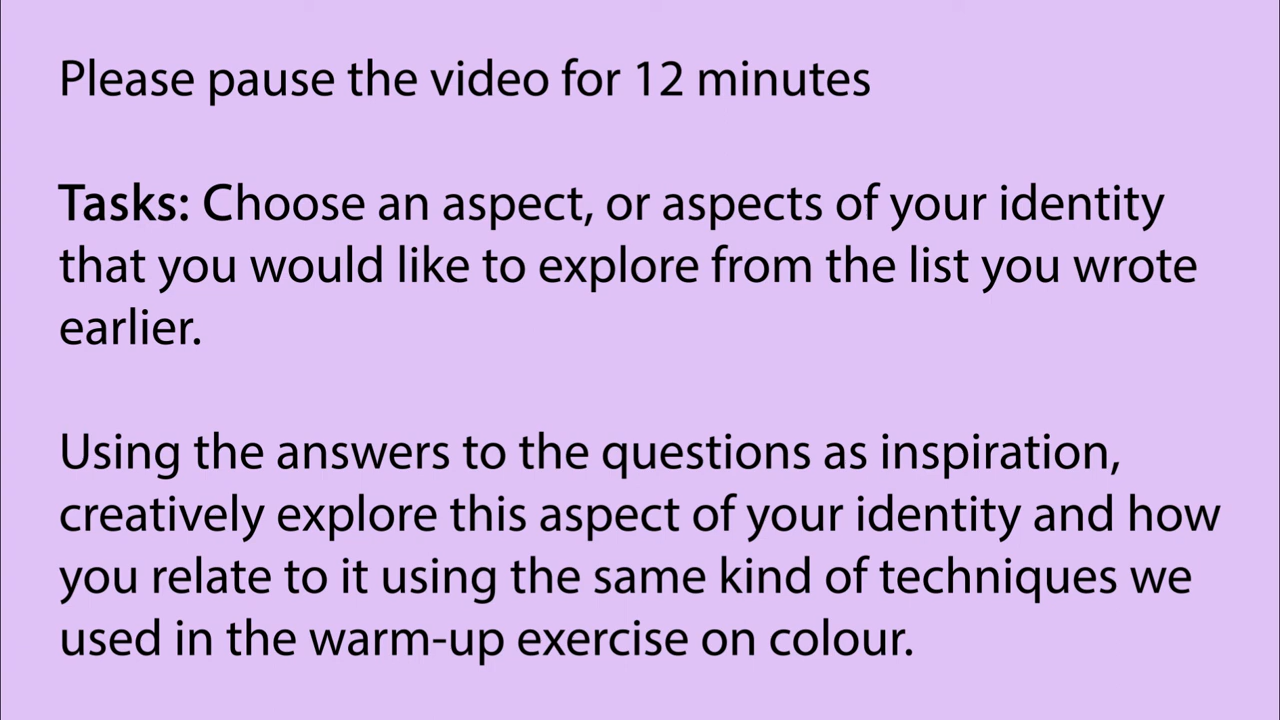 Please pause the video for 12 minutes
Tasks: Choose an aspect, or aspects of your identity
that you would like to explore from the list you wrote
earlier.
Using the answers to the questions as inspiration,
creatively explore this aspect of your identity and how
you relate to it using the same kind of techniques we
used in the warm-up exercise on colour.